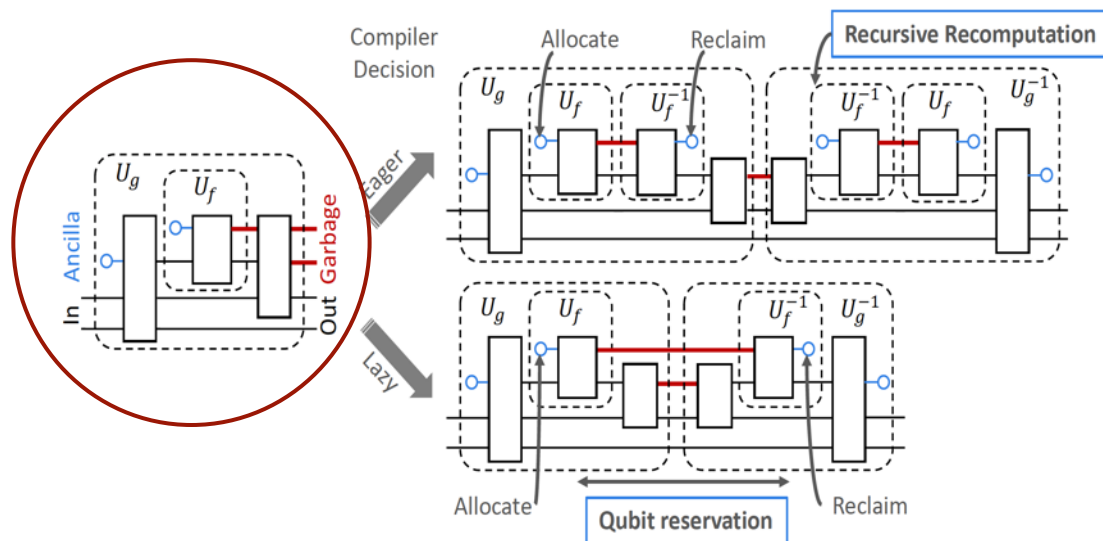 Compiler
Decision
Allocate
Reclaim
Recursive Recomputation
U_g
U_f
U_f^{-1}
U_f^{-1}
U_f
U_g^{-1}
U_g
U_f
Ancilla
Garbage
In
Out
Eager
Lazy
U_g
U_f
U_f^{-1}
U_g^{-1}
Allocate
Qubit reservation
Reclaim